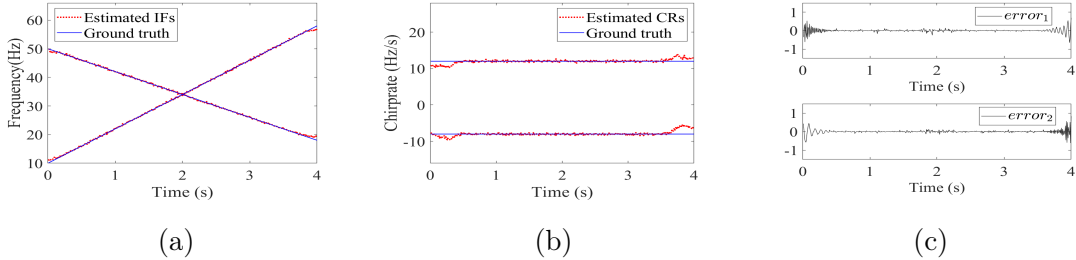 Estimated IFs
Ground truth
Frequency(Hz)
60
50
40
30
20
10
0
1
2
3
4
Time (s)
(a)
Estimated CRs
Ground truth
Chirprate (Hz/s)
20
10
0
-10
0
1
2
3
4
Time (s)
(b)
error1
1
0
-1
0
1
2
3
4
Time (s)
error2
1
0
-1
0
1
2
3
4
Time (s)
(c)